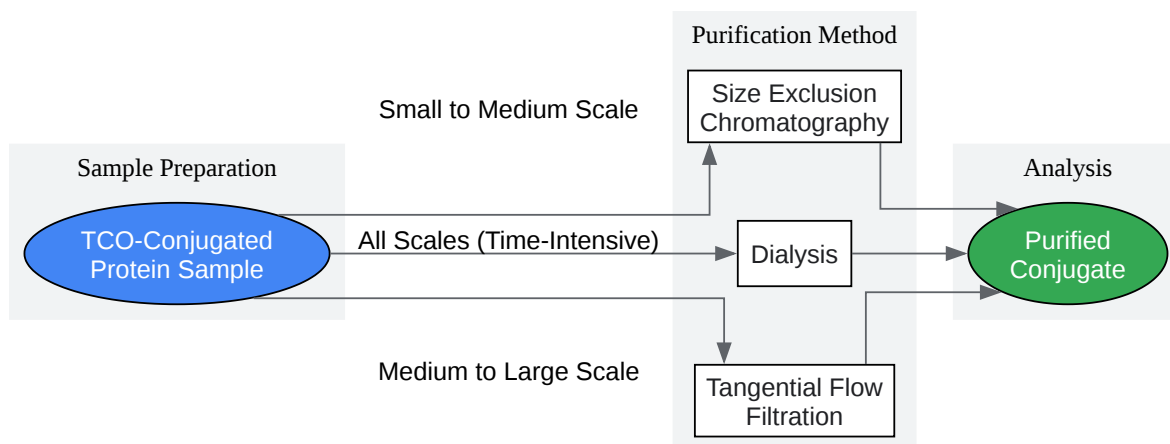 Sample Preparation
TCO-Conjugated
Protein Sample
Small to Medium Scale
All Scales (Time-Intensive)
Medium to Large Scale
Purification Method
Size Exclusion
Chromatography
Dialysis
Tangential Flow
Filtration
Analysis
Purified
Conjugate